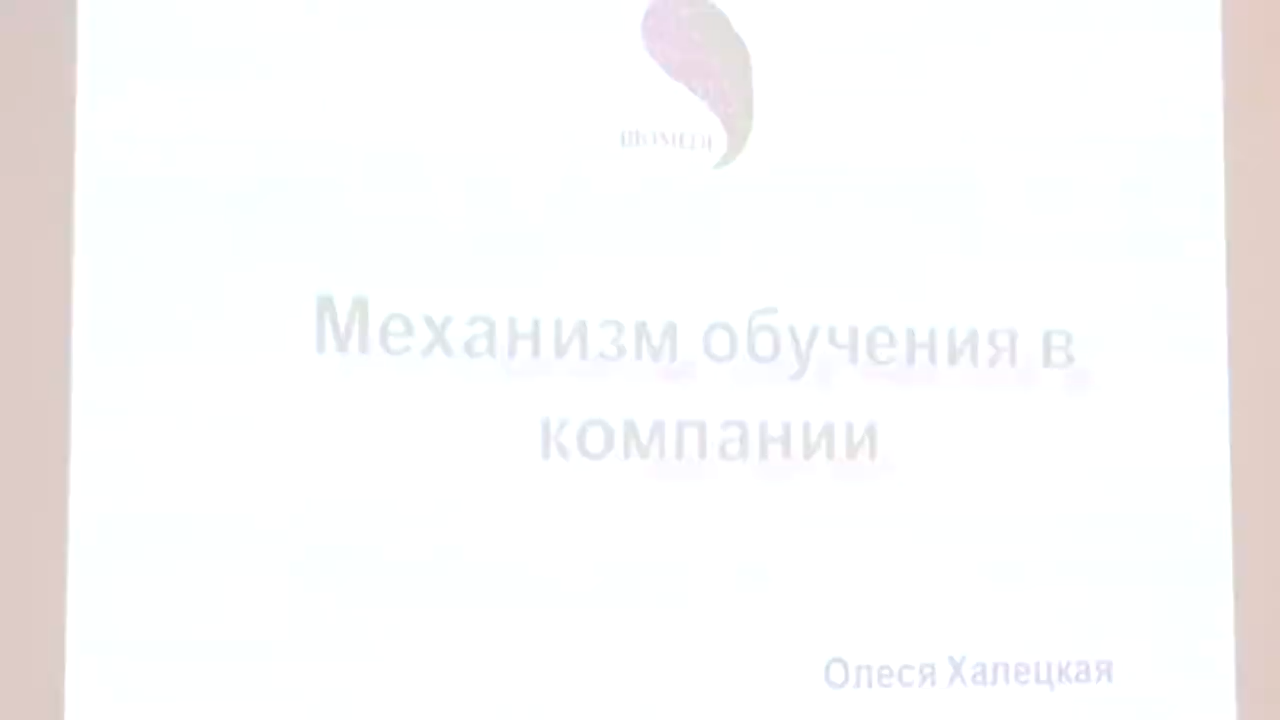 Механизм обучения в
компании
Олеся Халецкая